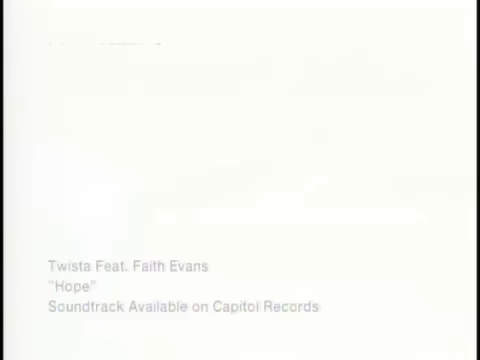 Twista Feat. Faith Evans
"Hope"
Soundtrack Available on Capitol Records